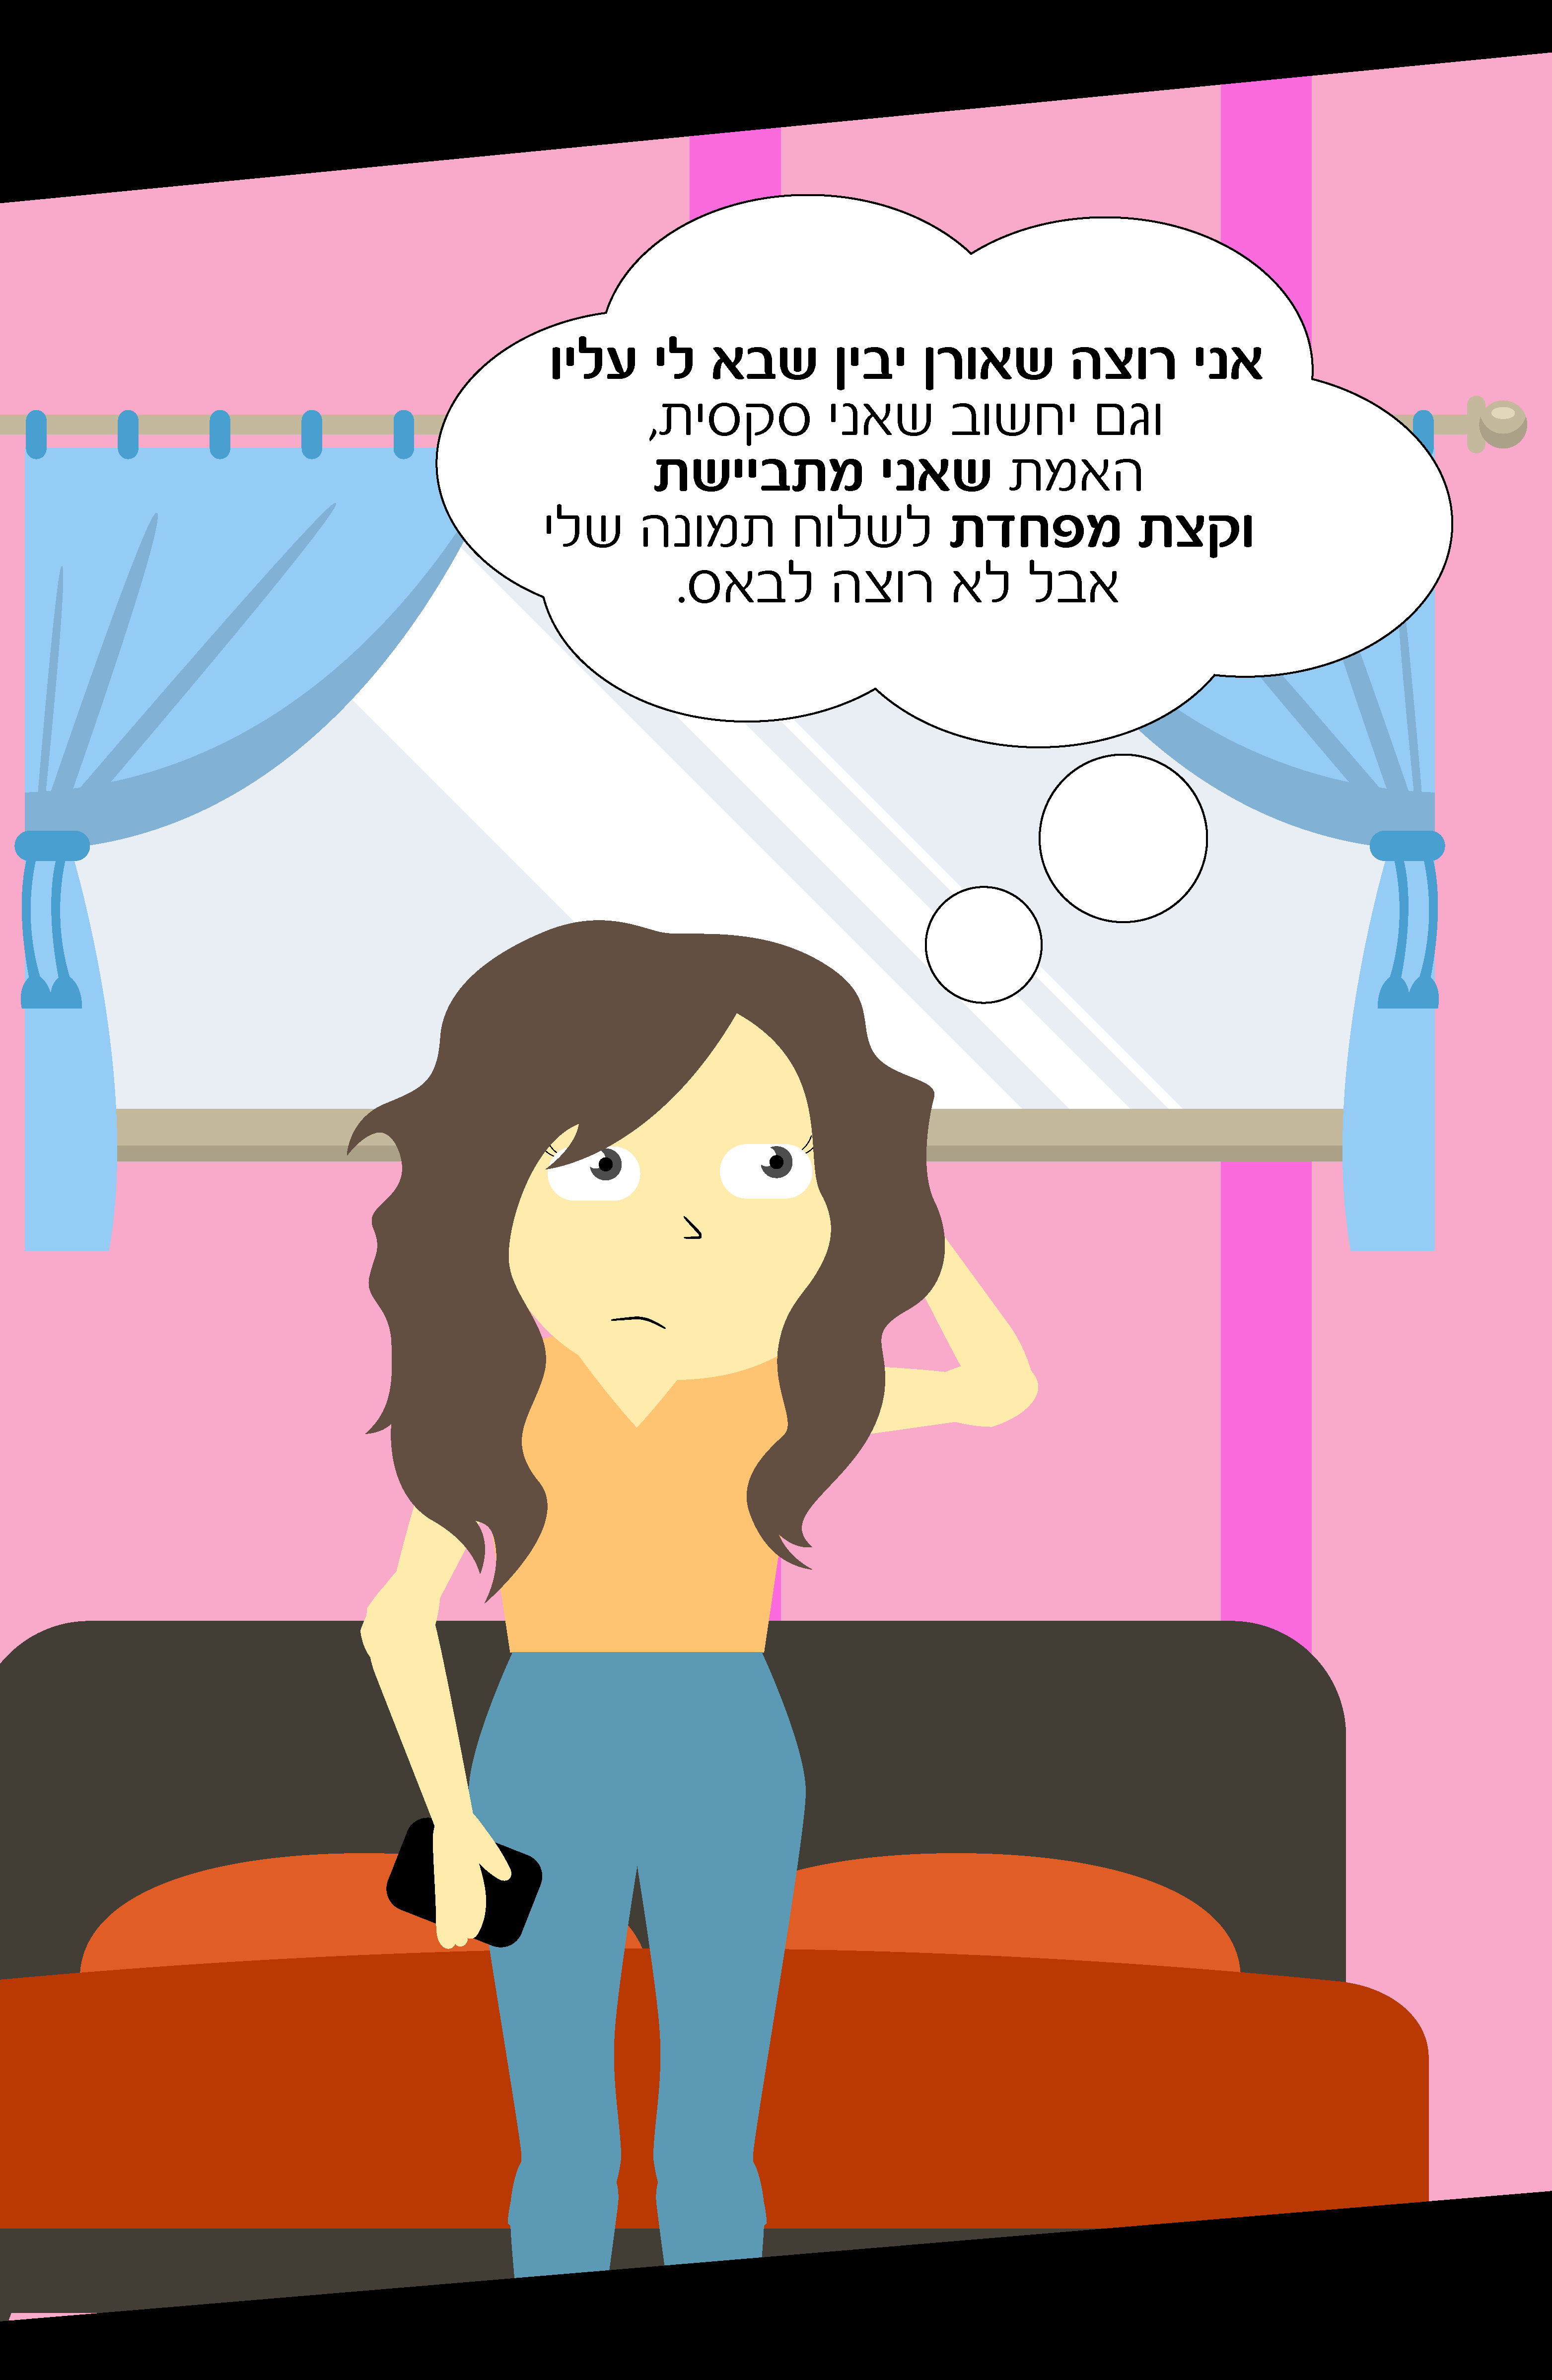 אני רוצה שאורן יבין שבא לי עליו
וגם יחשוב שאני סקסית,
האמת שאני מתביישת
וקצת מפחדת לשלוח תמונה שלי
אבל לא רוצה לבאס.